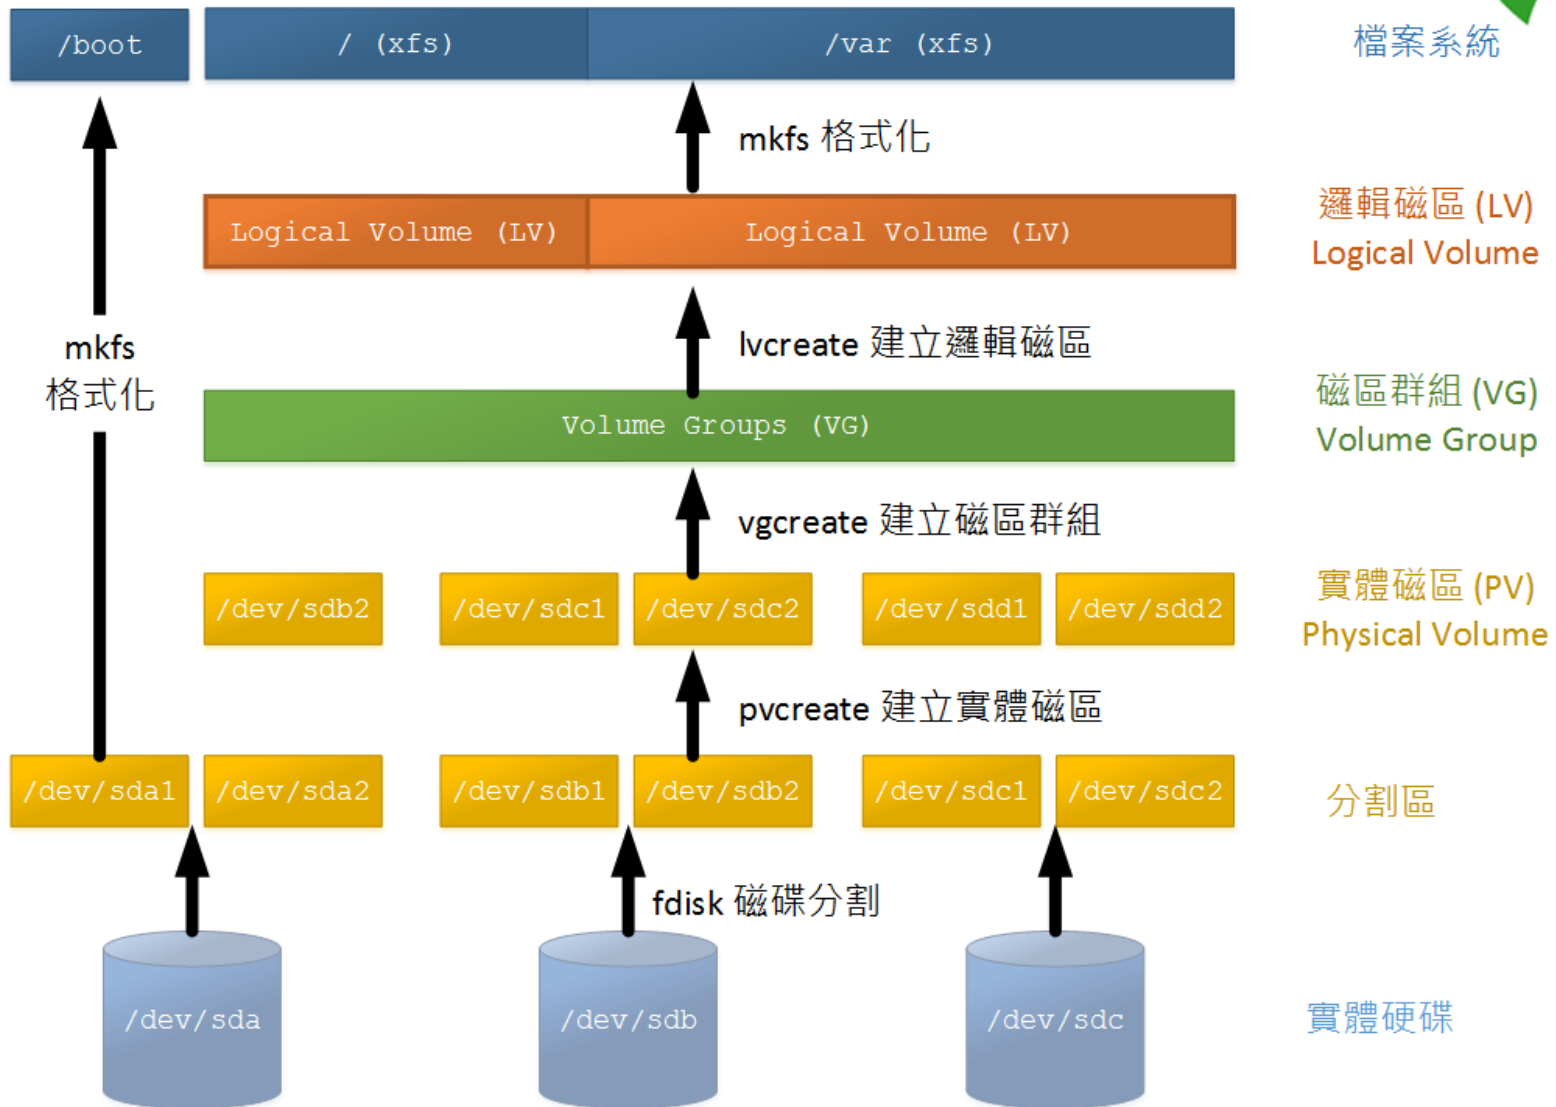 /boot
/ (xfs)
/var (xfs)
檔案系統
mkfs 格式化
Logical Volume (LV)
Logical Volume (LV)
邏輯磁區 (LV)
Logical Volume
mkfs
格式化
lvcreate 建立邏輯磁區
Volume Groups (VG)
磁區群組 (VG)
Volume Group
vgcreate 建立磁區群組
/dev/sdb2
/dev/sdc1
/dev/sdc2
/dev/sdd1
/dev/sdd2
實體磁區 (PV)
Physical Volume
pvcreate 建立實體磁區
/dev/sda1
/dev/sda2
/dev/sdb1
/dev/sdb2
/dev/sdc1
/dev/sdc2
分割區
fdisk 磁碟分割
/dev/sda
/dev/sdb
/dev/sdc
實體硬碟